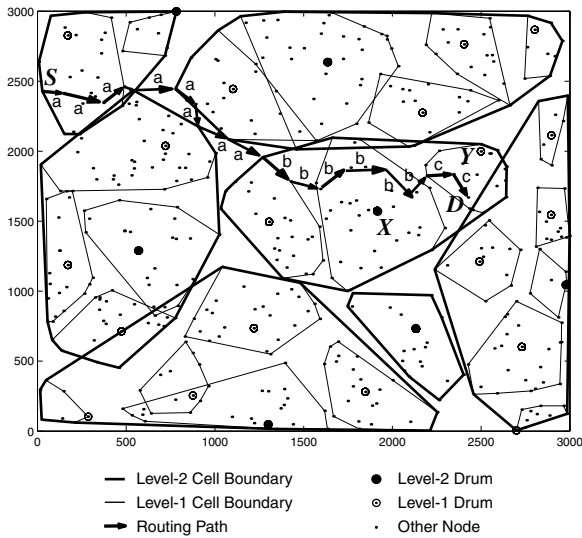 3000
2500
2000
1500
1000
500
0
S
a a a a a a a a
b b b b b
c c
Y
D
X
0 500 1000 1500 2000 2500 3000
Level-2 Cell Boundary Level-2 Drum
Level-1 Cell Boundary Level-1 Drum
Routing Path Other Node